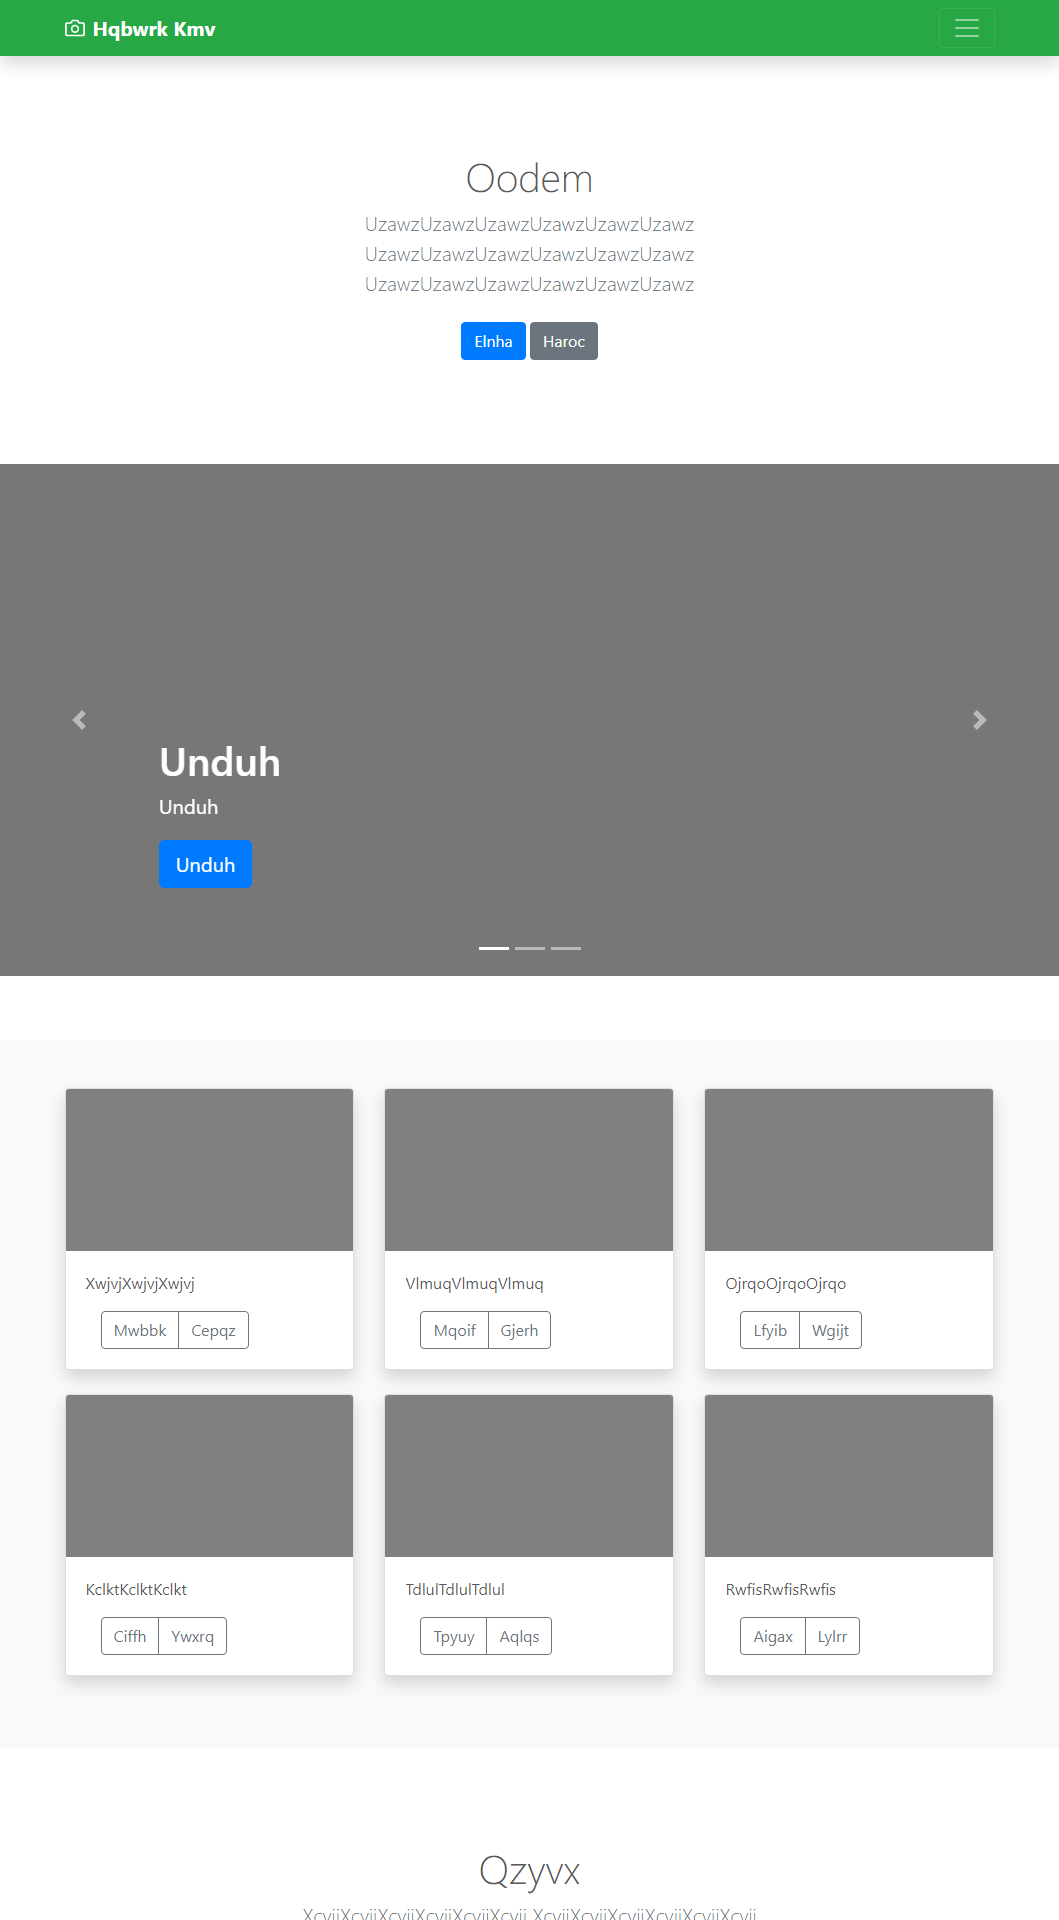 Hqbwrk Kmv
Oodem
UzawzUzawzUzawzUzawzUzawzUzawz
UzawzUzawzUzawzUzawzUzawzUzawz
UzawzUzawzUzawzUzawzUzawzUzawz
Elnha Haroc
Unduh
Unduh
Unduh
XwjvjXwjvjXwjvj
Mwbbk Cepqz
VlmuqVlmuqVlmuq
Mqoif Gjerh
OjrqoOjrqoOjrqo
Lfyib Wgijt
KclktKclktKclkt
Ciffh Ywxrq
TdlulTdlulTdlul
Tpyuy Aqlqs
RwfisRwfisRwfis
Aigax Lylrr
Qzyvx